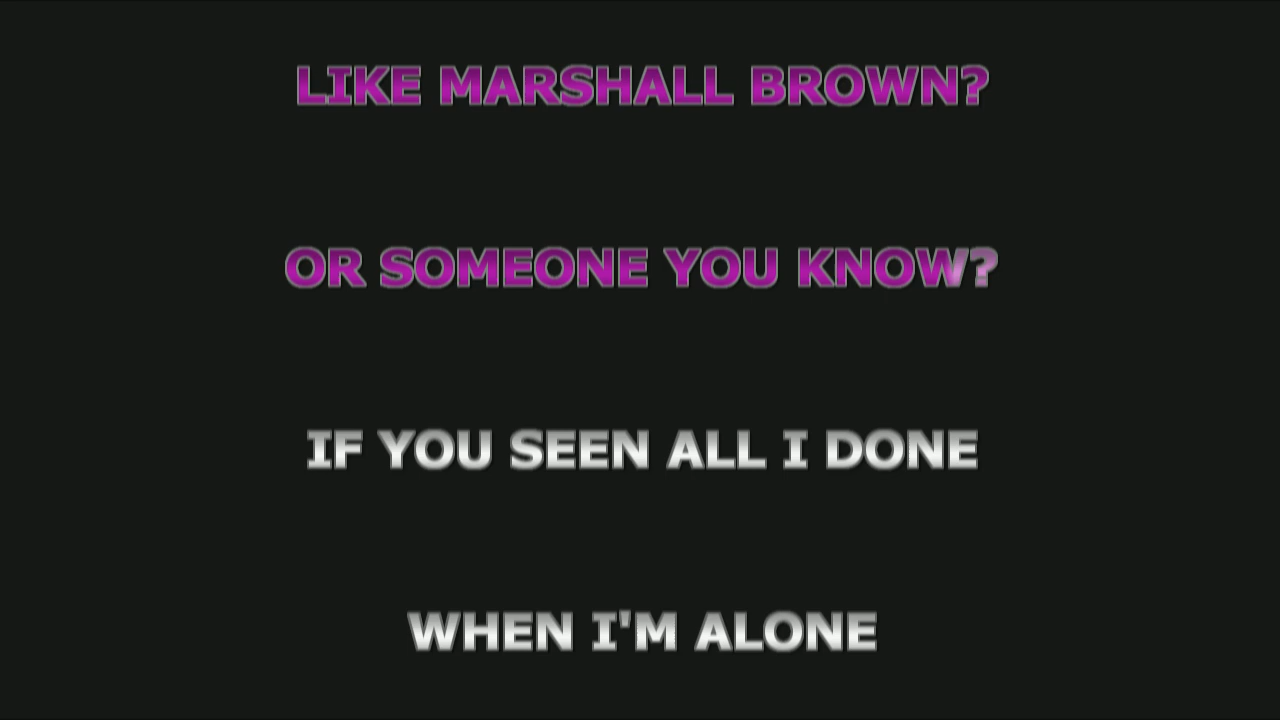 LIKE MARSHALL BROWN?
OR SOMEONE YOU KNOW?
IF YOU SEEN ALL I DONE
WHEN I'M ALONE